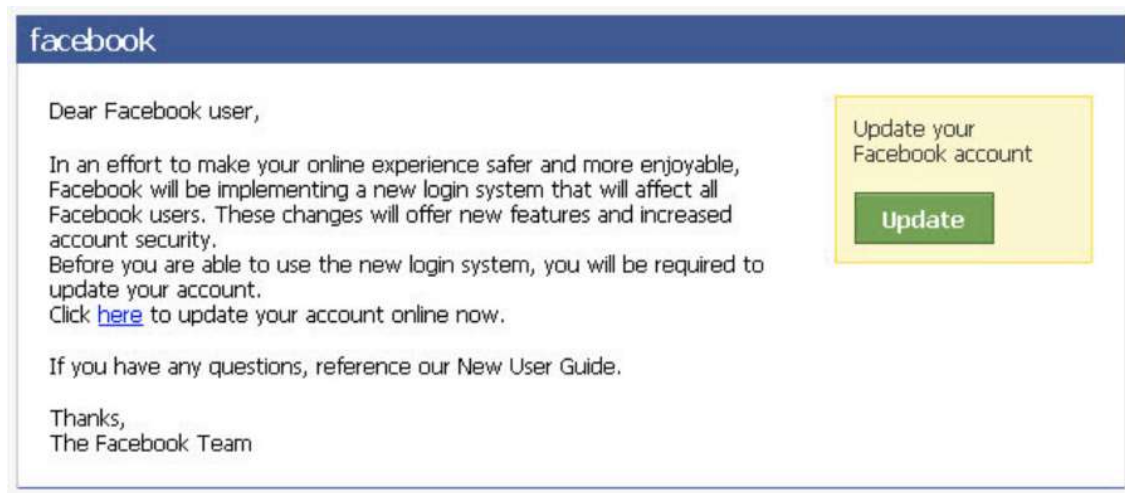 facebook
Dear Facebook user,
In an effort to make your online experience safer and more enjoyable,
Facebook will be implementing a new login system that will affect all
Facebook users. These changes will offer new features and increased
account security.
Before you are able to use the new login system, you will be required to
update your account.
Click here to update your account online now.
If you have any questions, reference our New User Guide.
Thanks,
The Facebook Team
Update your
Facebook account
Update